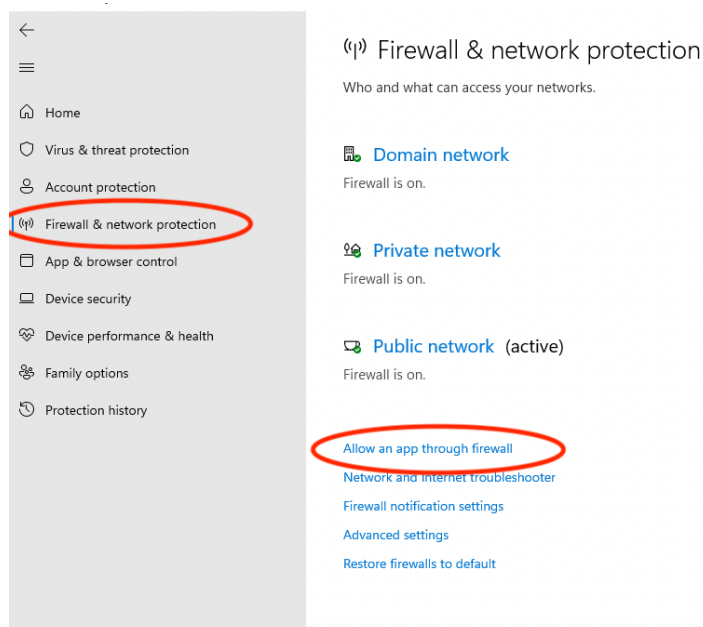 Home
Virus & threat protection
Account protection
Firewall & network protection
App & browser control
Device security
Device performance & health
Family options
Protection history
Firewall & network protection
Who and what can access your networks.
Domain network
Firewall is on.
Private network
Firewall is on.
Public network (active)
Firewall is on.
Allow an app through firewall
Network and Internet troubleshooter
Firewall notification settings
Advanced settings
Restore firewalls to default